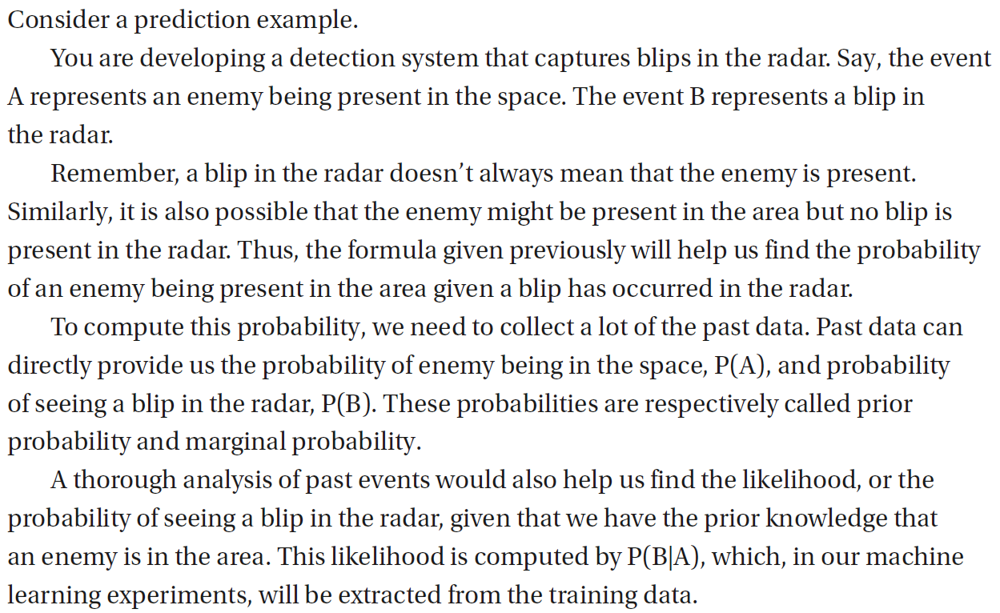 Consider a prediction example.
You are developing a detection system that captures blips in the radar. Say, the event
A represents an enemy being present in the space. The event B represents a blip in
the radar.
Remember, a blip in the radar doesn’t always mean that the enemy is present.
Similarly, it is also possible that the enemy might be present in the area but no blip is
present in the radar. Thus, the formula given previously will help us find the probability
of an enemy being present in the area given a blip has occurred in the radar.
To compute this probability, we need to collect a lot of the past data. Past data can
directly provide us the probability of enemy being in the space, P(A), and probability
of seeing a blip in the radar, P(B). These probabilities are respectively called prior
probability and marginal probability.
A thorough analysis of past events would also help us find the likelihood, or the
probability of seeing a blip in the radar, given that we have the prior knowledge that
an enemy is in the area. This likelihood is computed by P(B|A), which, in our machine
learning experiments, will be extracted from the training data.